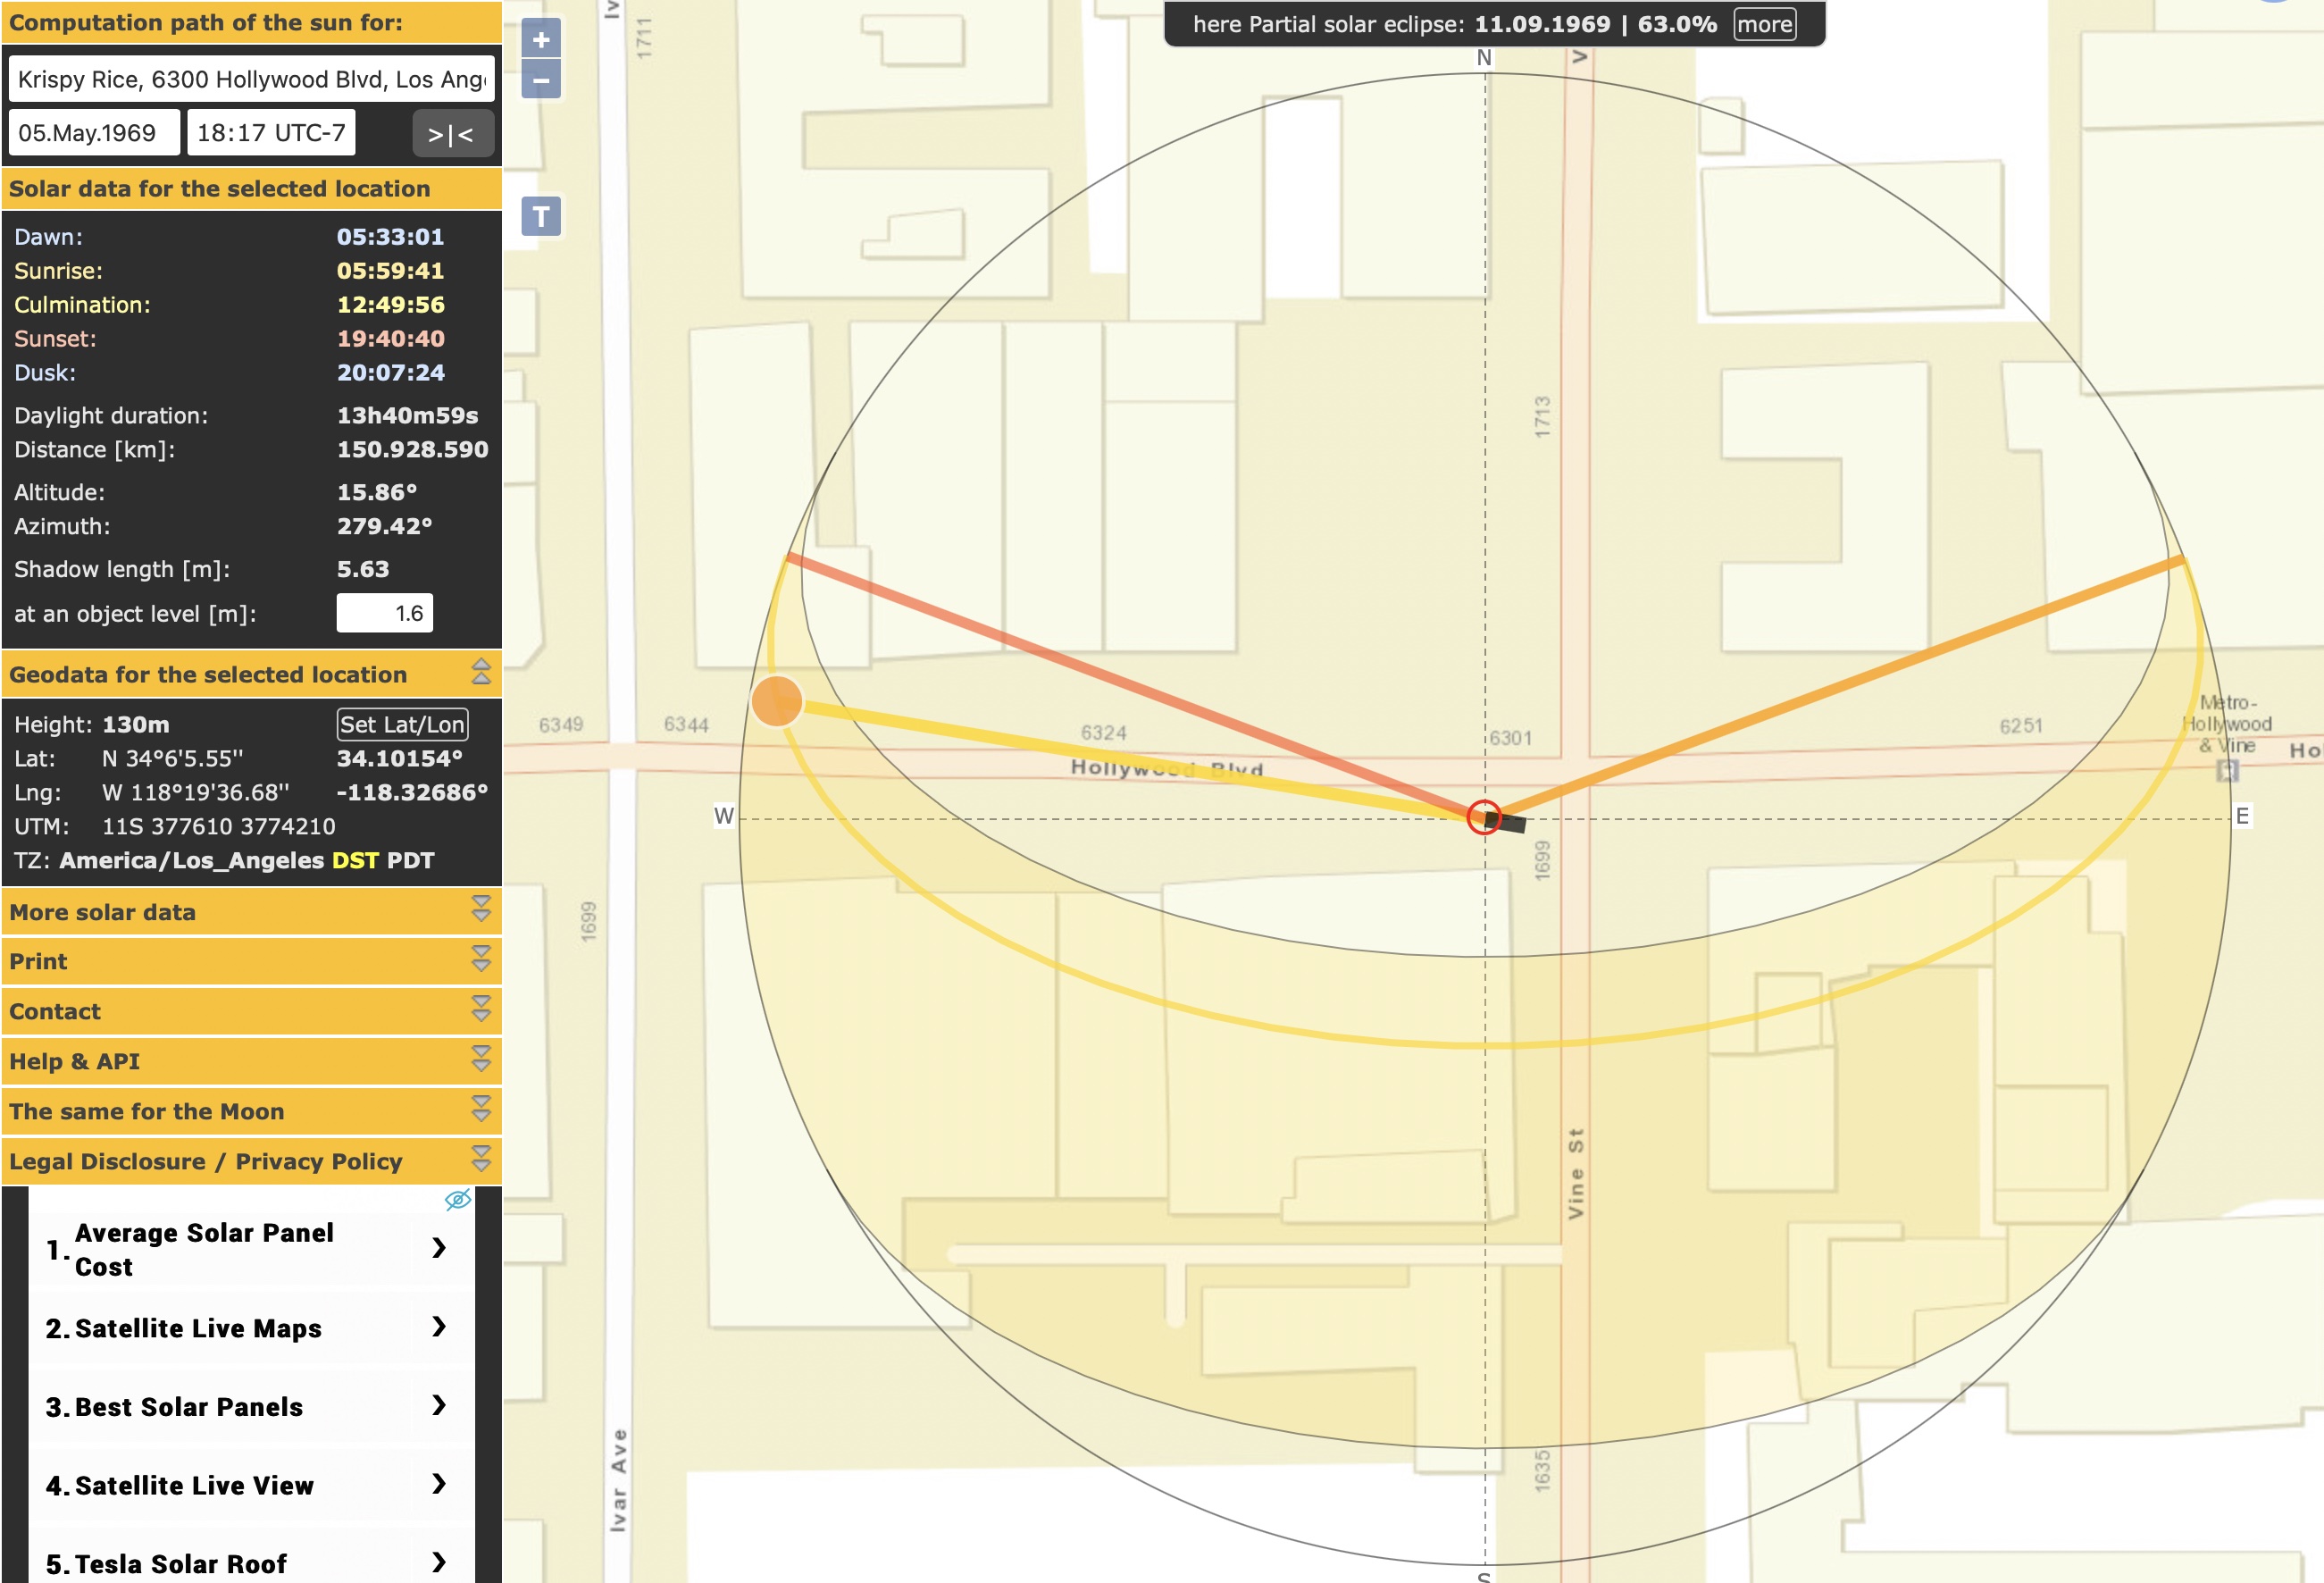 Computation path of the sun for:
Krispy Rice, 6300 Hollywood Blvd, Los Ang
05.May.1969 18:17 UTC-7 >|<
Solar data for the selected location
Dawn: 05:33:01
Sunrise: 05:59:41
Culmination: 12:49:56
Sunset: 19:40:40
Dusk: 20:07:24
Daylight duration: 13h40m59s
Distance [km]: 150.928.590
Altitude: 15.86°
Azimuth: 279.42°
Shadow length [m]: 5.63
at an object level [m]: 1.6
Geodata for the selected location
Height: 130m Set Lat/Lon
Lat: N 34°6'5.55'' 34.10154°
Lng: W 118°19'36.68'' -118.32686°
UTM: 11S 377610 3774210
TZ: America/Los_Angeles DST PDT
More solar data
Print
Contact
Help & API
The same for the Moon
Legal Disclosure / Privacy Policy
1. Average Solar Panel
Cost
2. Satellite Live Maps
3. Best Solar Panels
4. Satellite Live View
5. Tesla Solar Roof
+
−
T
here Partial solar eclipse: 11.09.1969 | 63.0% more
N
Iv
1711
V
1713
6349
6344
6324
6301
6251
Metro-
Hollywood
& Vine
Hollywood Blvd
Ho
W
E
1699
1699
Vine St
Ivar Ave
1635
S